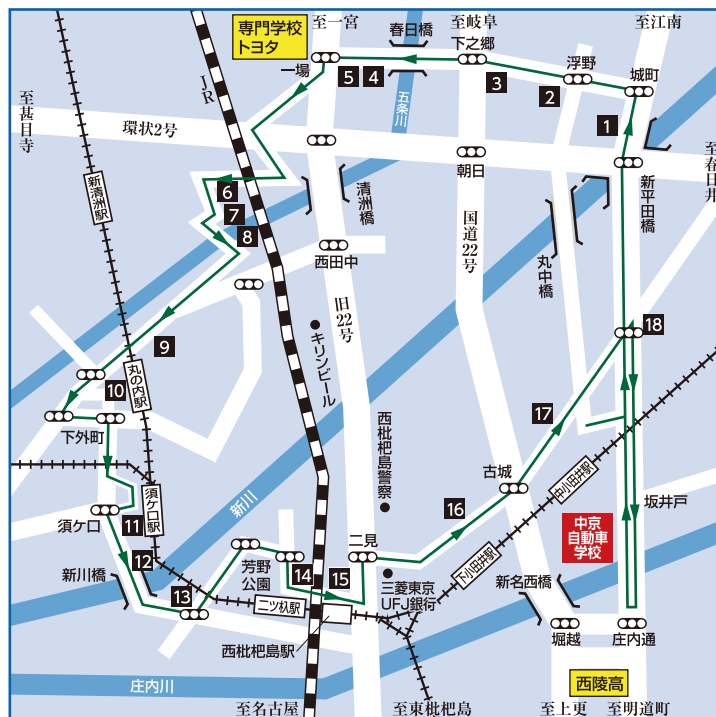 専門学校
トヨタ
至一宮
春日橋
至岐阜
下之郷
至江南
浮野
城町
一場
5
4
3
2
1
JR
五条川
至甚目寺
環状2号
至春日井
朝日
新清洲駅
清洲橋
新平田橋
6
7
8
国道22号
丸中橋
西田中
旧22号
18
キリンビール
9
丸の内駅
10
下外町
西枇杷島警察
17
古城
中小田井駅
須ケ口駅
新川
坂井戸
須ケ口
11
16
中京
自動車
学校
二見
12
新川橋
芳野
公園
14
15
三菱東京
UFJ銀行
下小田井駅
新名西橋
13
二ツ杁駅
西枇杷島駅
堀越
庄内通
庄内川
西陵高
至名古屋
至東枇杷島
至上更
至明道町